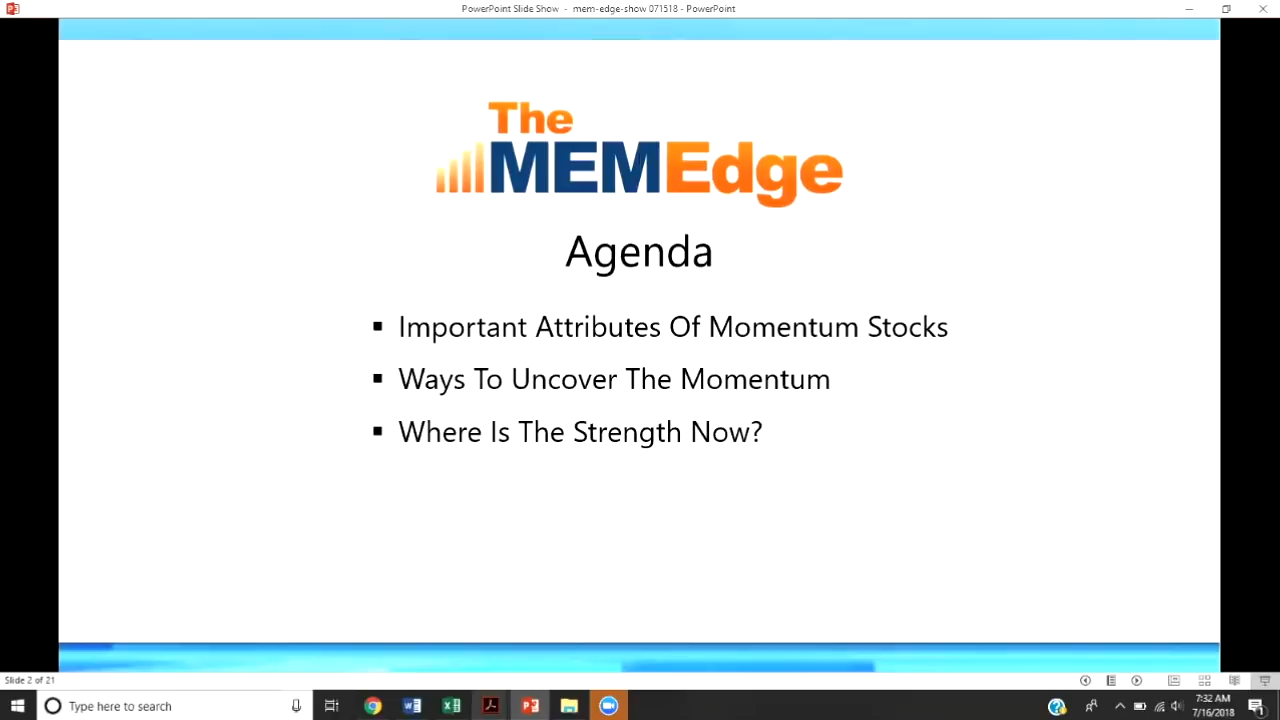 PowerPoint Slide Show - mem-edge-show 071518 - PowerPoint
The
MEMEdge
Agenda
▪ Important Attributes Of Momentum Stocks
▪ Ways To Uncover The Momentum
▪ Where Is The Strength Now?
Slide 2 of 21
Type here to search
7:32 AM
7/16/2018